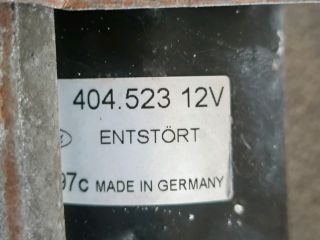 404.523 12V
ENTSTÖRT
97c MADE IN GERMANY